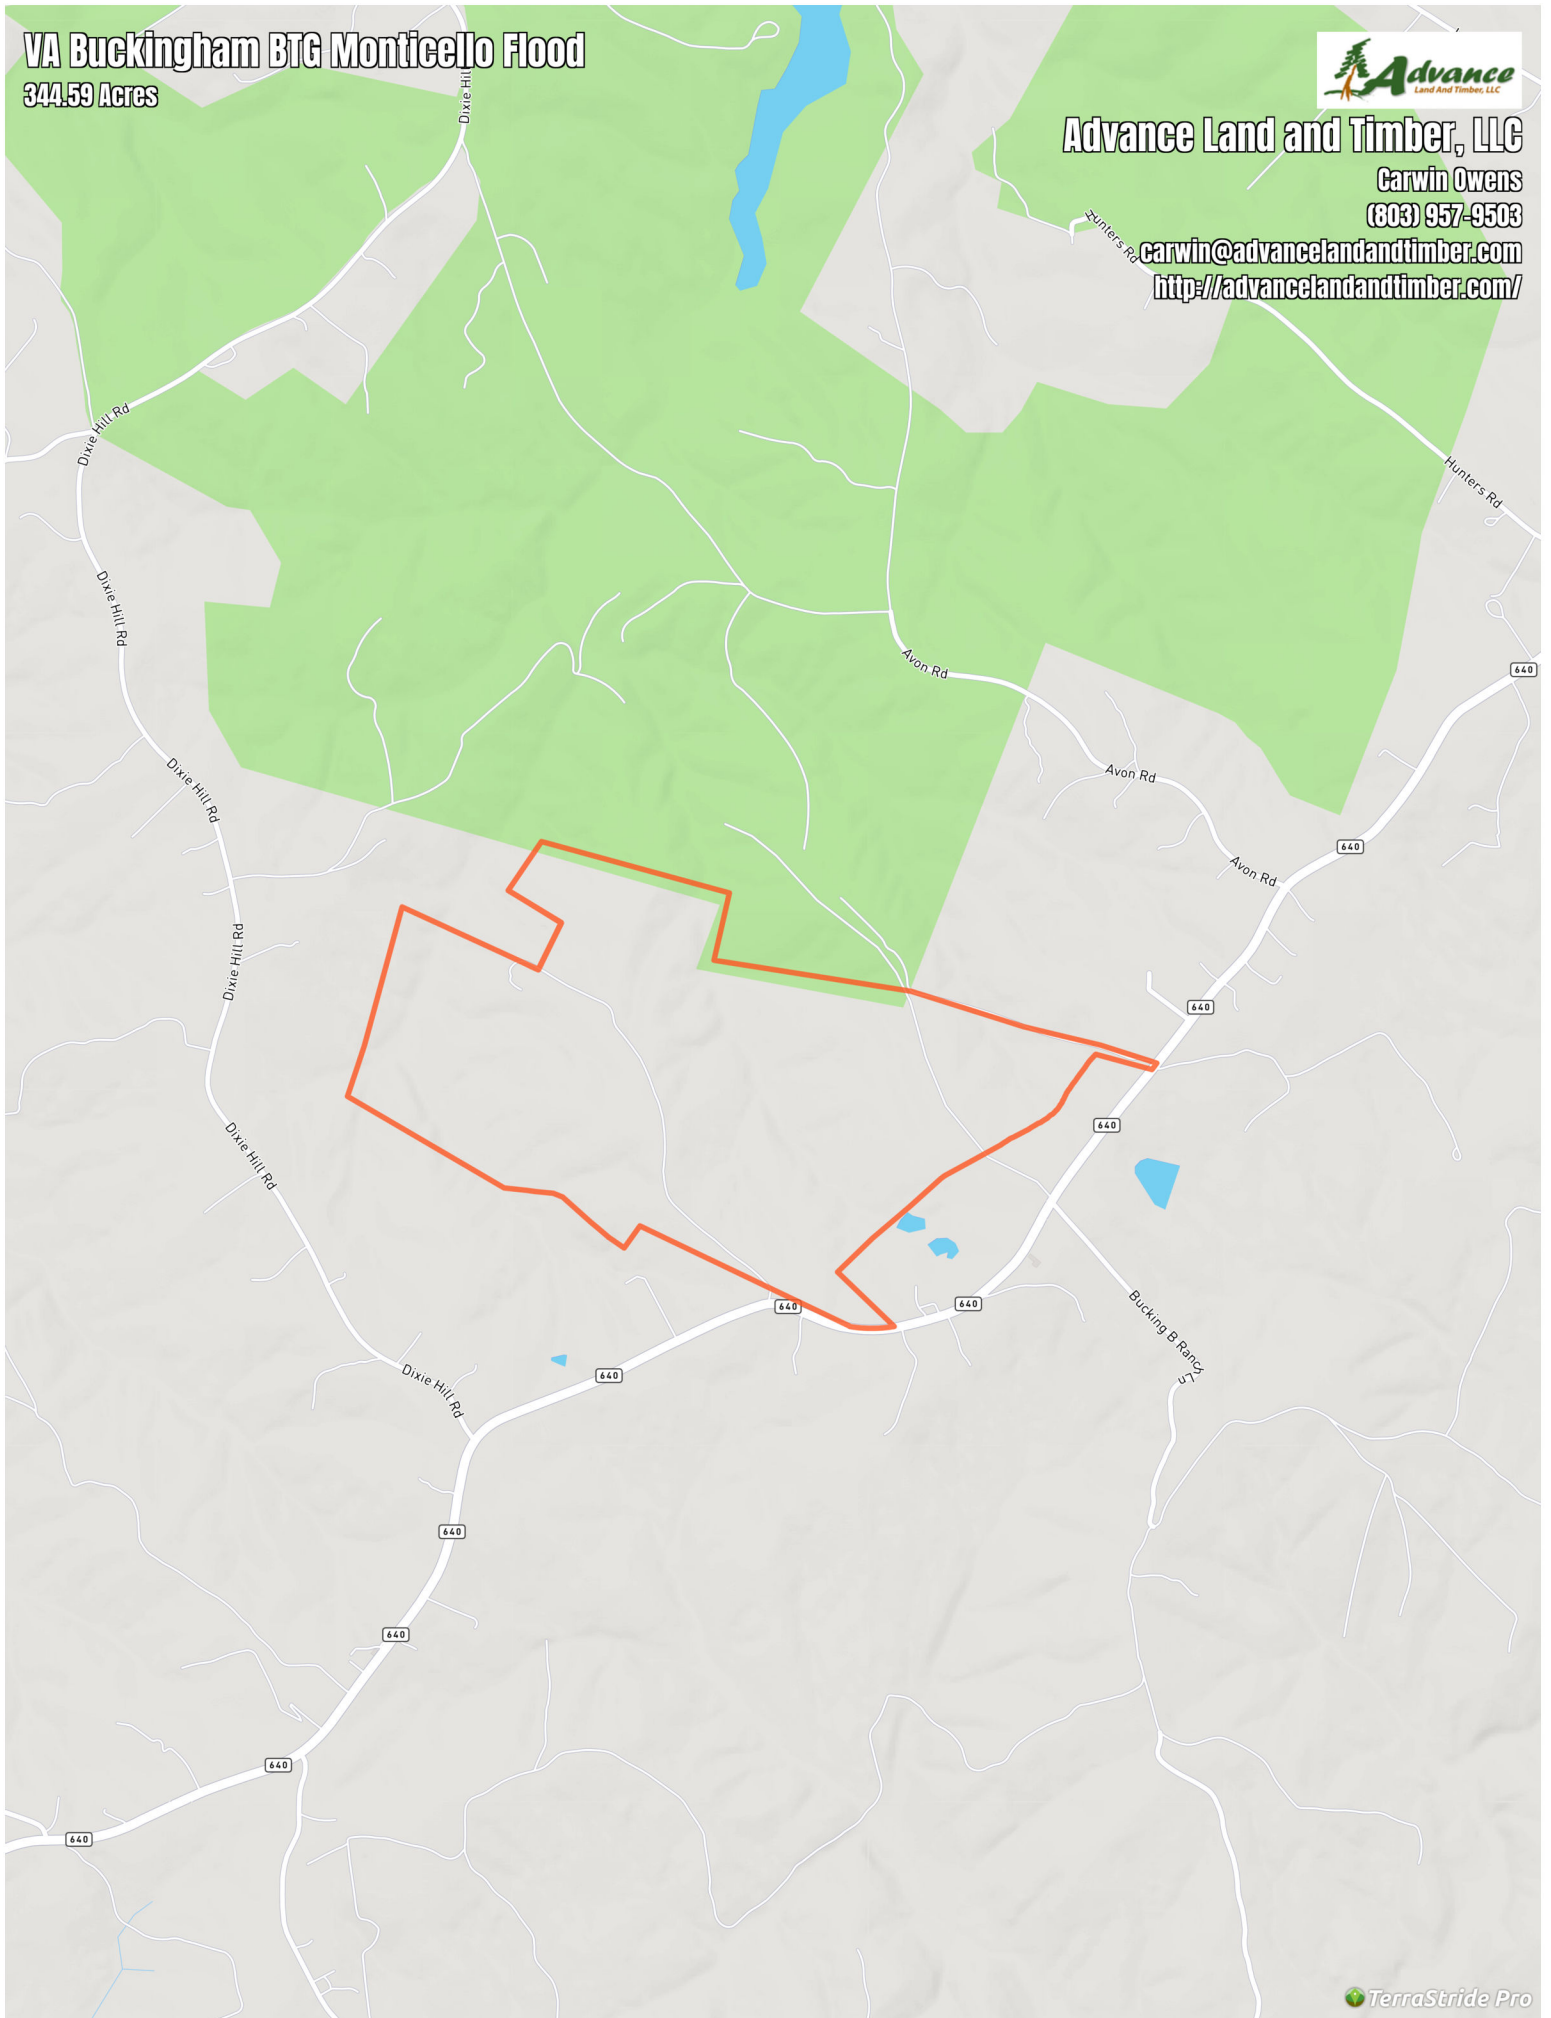 VA Buckingham BTG Monticello Flood
344.59 Acres
Advance
Land And Timber, LLC
Advance Land and Timber, LLC
Carwin Owens
(803) 957-9503
carwin@advancelandandtimber.com
http://advancelandandtimber.com/
Dixie Hill
Hunters Rd
Dixie Hill Rd
Hunters Rd
Dixie Hill Rd
Avon Rd
640
Dixie Hill Rd
Avon Rd
640
Avon Rd
Dixie Hill Rd
640
640
Dixie Hill Rd
640
640
Bucking B Ranch Ln
640
Dixie Hill Rd
640
640
640
640
TerraStride Pro